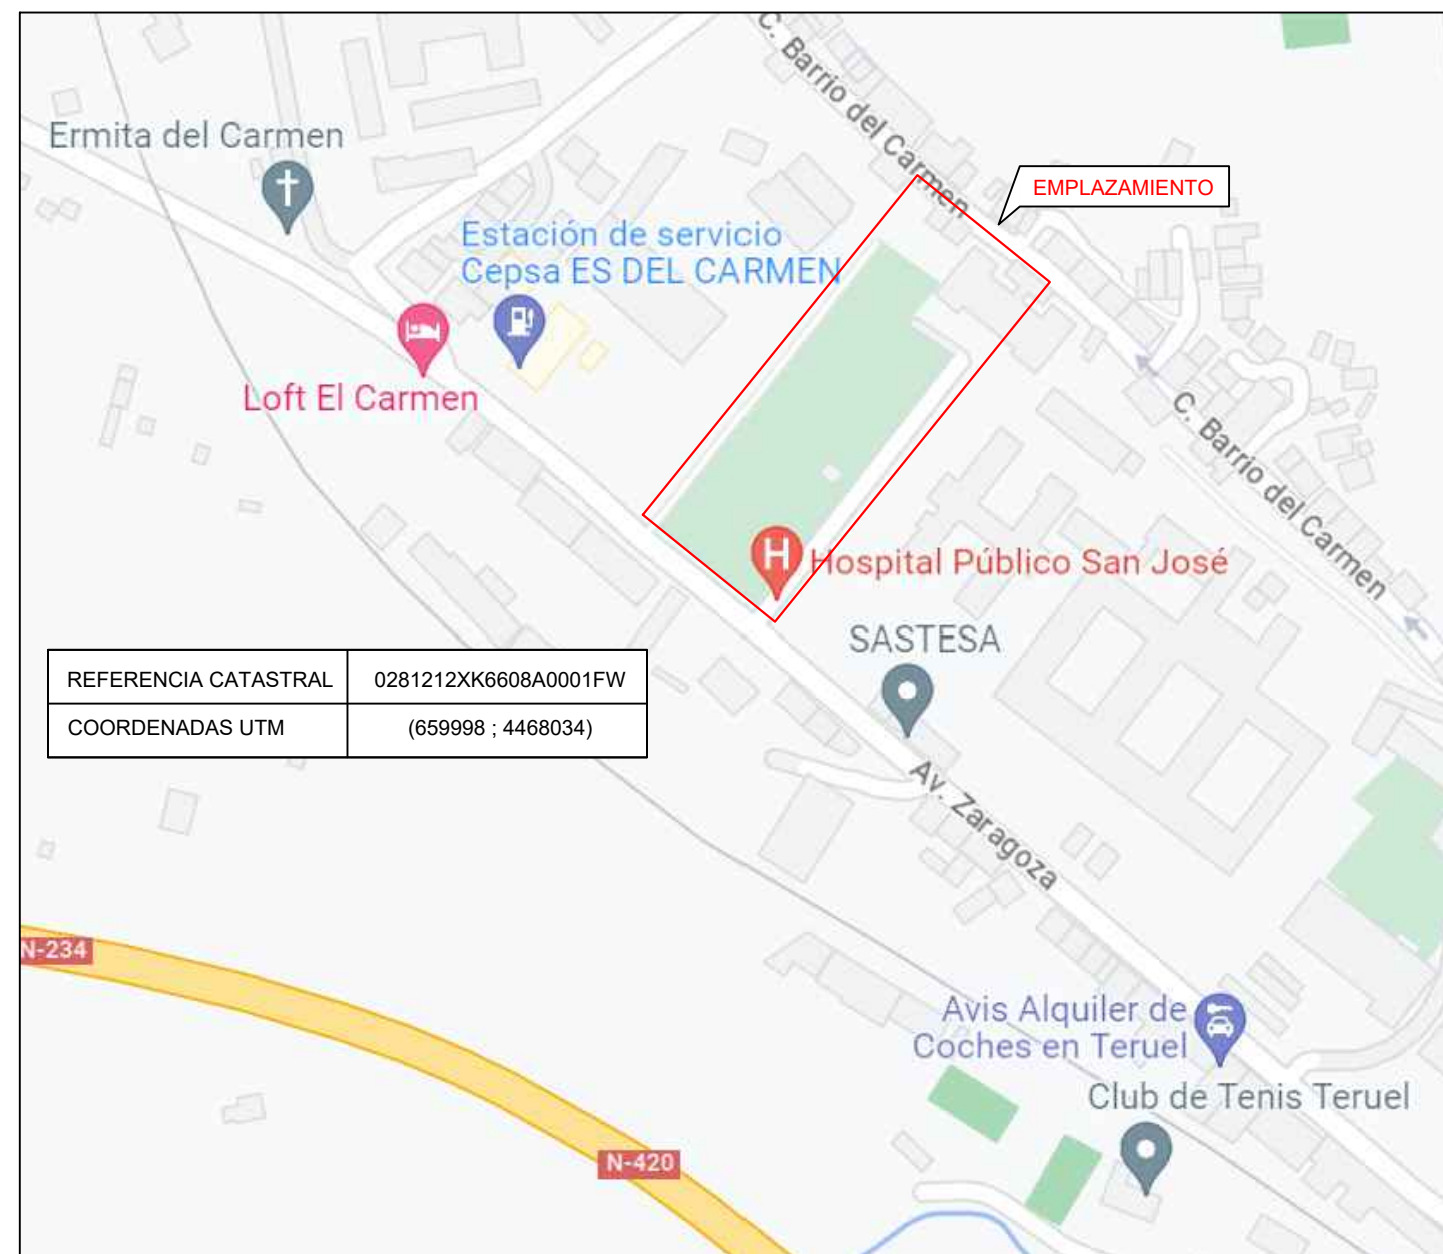 C. Barrio del Carmen
Ermita del Carmen
EMPLAZAMIENTO
Estación de servicio
Cepsa ES DEL CARMEN
Loft El Carmen
C. Barrio del Carmen
Hospital Público San José
SASTESA
REFERENCIA CATASTRAL 0281212XK6608A0001FW
COORDENADAS UTM (659998 ; 4468034)
Av. Zaragoza
N-234
Avis Alquiler de
Coches en Teruel
Club de Tenis Teruel
N-420